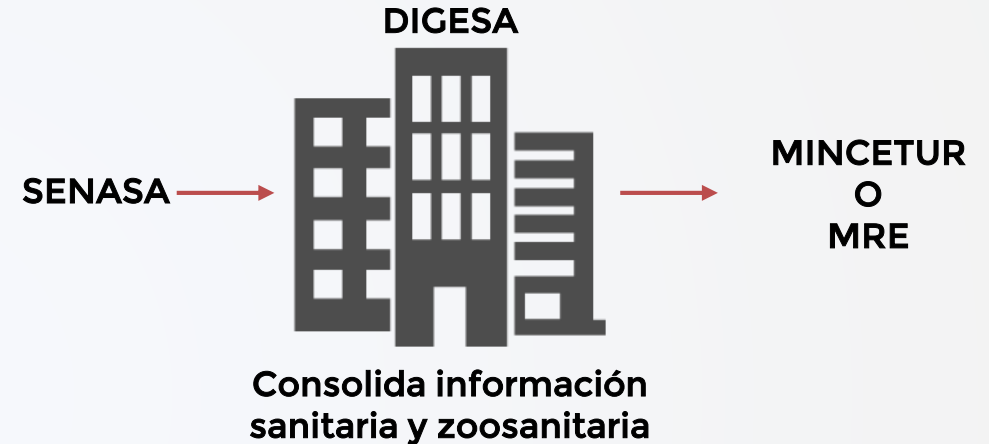 DIGESA
SENASA
MINCETUR
O
MRE
Consolida información
sanitaria y zoosanitaria